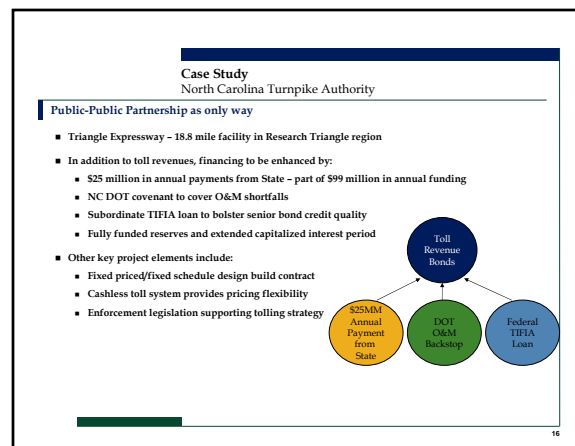 Case Study
North Carolina Turnpike Authority
Public-Public Partnership as only way
■ Triangle Expressway – 18.8 mile facility in Research Triangle region
■ In addition to toll revenues, financing to be enhanced by:
■ $25 million in annual payments from State – part of $99 million in annual funding
■ NC DOT covenant to cover O&M shortfalls
■ Subordinate TIFIA loan to bolster senior bond credit quality
■ Fully funded reserves and extended capitalized interest period
■ Other key project elements include:
■ Fixed priced/fixed schedule design build contract
■ Cashless toll system provides pricing flexibility
■ Enforcement legislation supporting tolling strategy
Toll
Revenue
Bonds
$25MM
Annual
Payment
from
State
DOT
O&M
Backstop
Federal
TIFIA
Loan
16